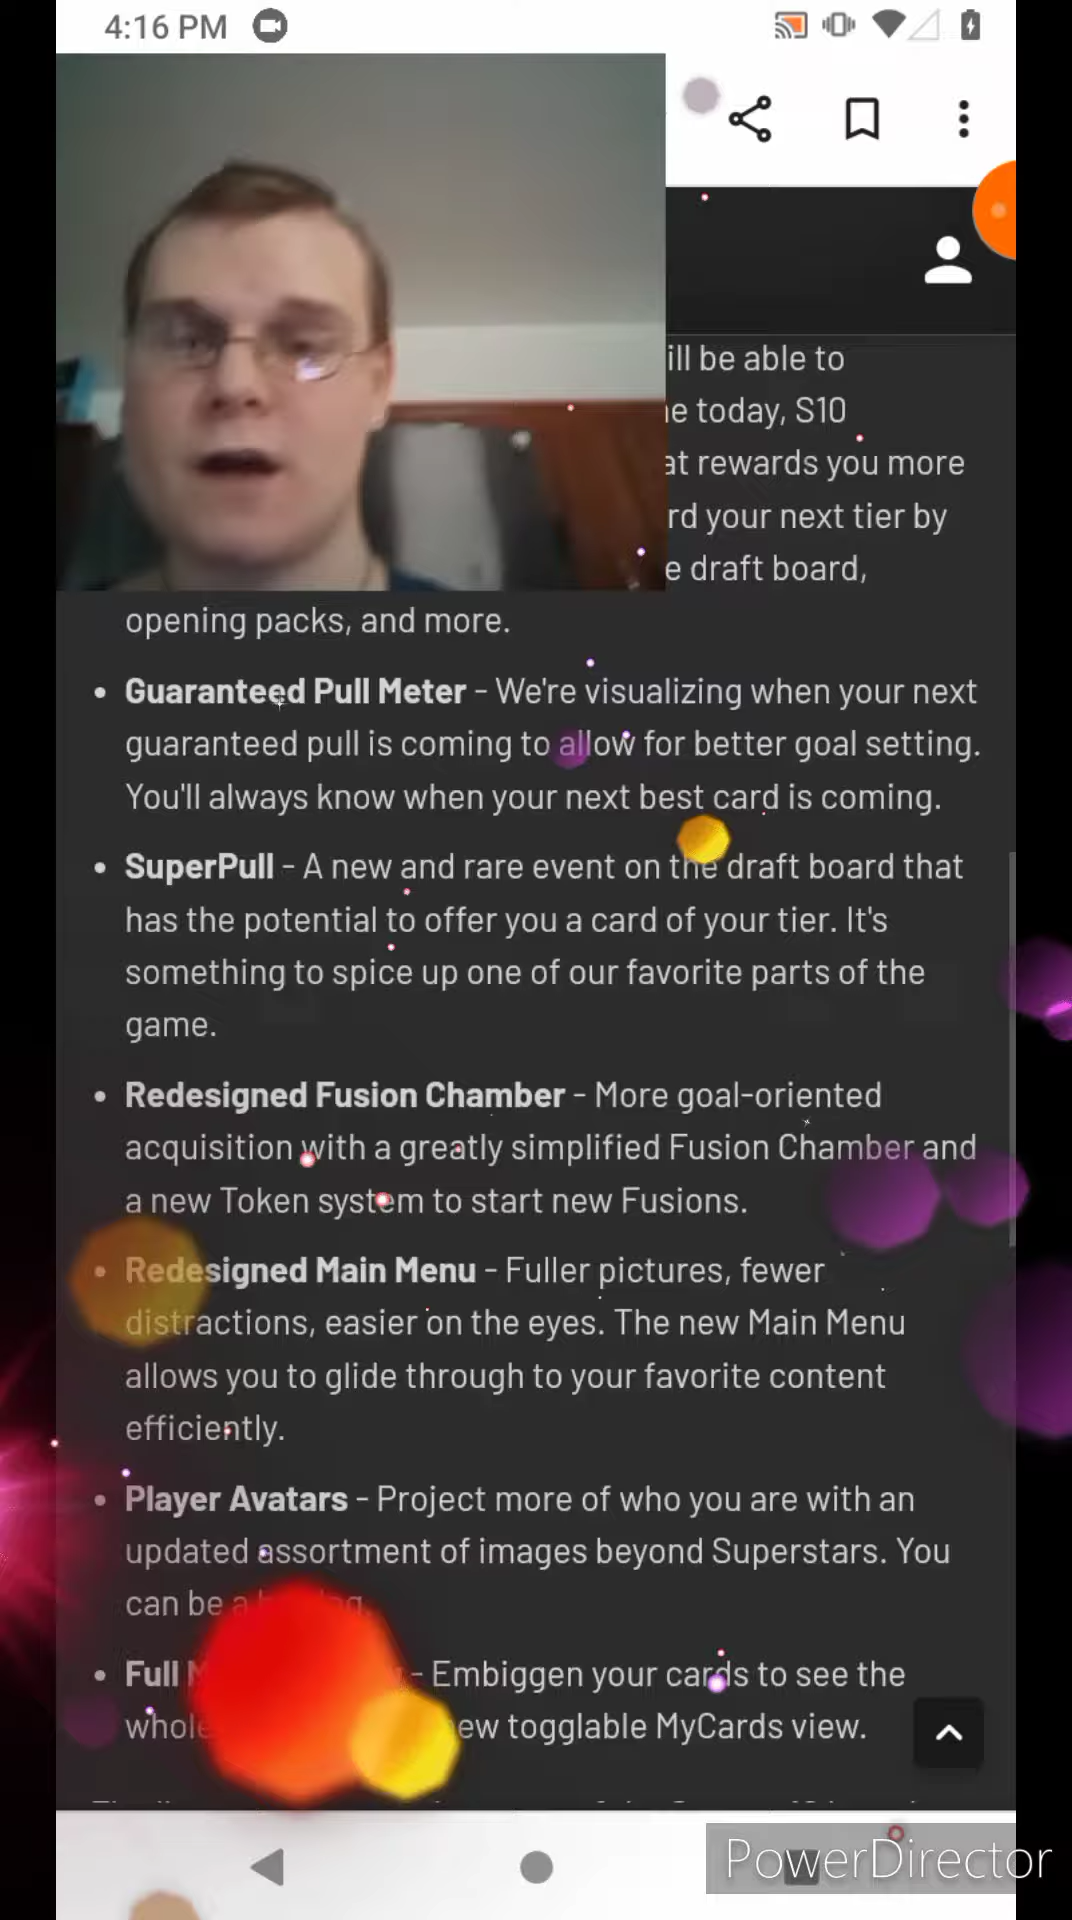 4:16 PM
ill be able to
e today, S10
at rewards you more
rd your next tier by
e draft board,
opening packs, and more.
Guaranteed Pull Meter - We're visualizing when your next
guaranteed pull is coming to allow for better goal setting.
You'll always know when your next best card is coming.
SuperPull - A new and rare event on the draft board that
has the potential to offer you a card of your tier. It's
something to spice up one of our favorite parts of the
game.
Redesigned Fusion Chamber - More goal-oriented
acquisition with a greatly simplified Fusion Chamber and
a new Token system to start new Fusions.
Redesigned Main Menu - Fuller pictures, fewer
distractions, easier on the eyes. The new Main Menu
allows you to glide through to your favorite content
efficiently.
Player Avatars - Project more of who you are with an
updated assortment of images beyond Superstars. You
can be a
Full - Embiggen your cards to see the
whole ew togglable MyCards view.
PowerDirector